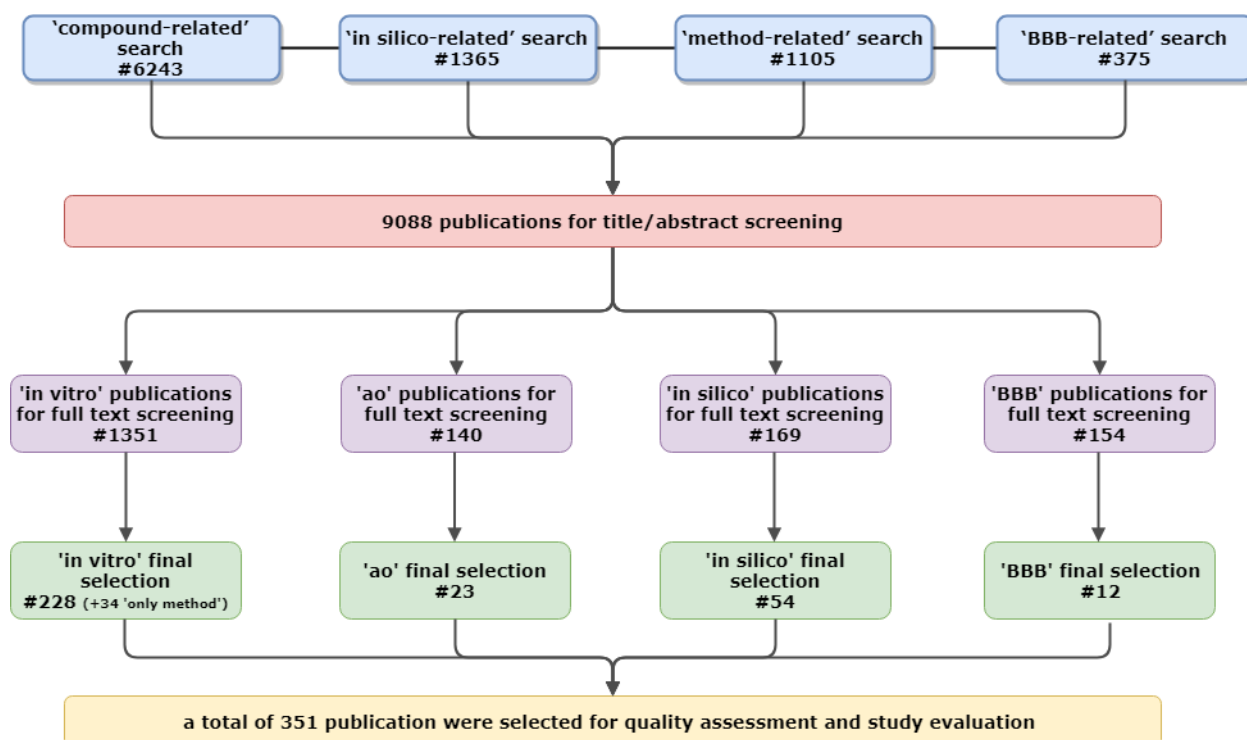 ‘compound-related’
search
#6243
‘in silico-related’ search
#1365
‘method-related’ search
#1105
‘BBB-related’ search
#375
9088 publications for title/abstract screening
'in vitro' publications
for full text screening
#1351
'ao' publications for
full text screening
#140
'in silico' publications
for full text screening
#169
'BBB' publications for
full text screening
#154
'in vitro' final
selection
#228 (+34 'only method')
'ao' final selection
#23
'in silico' final
selection
#54
'BBB' final selection
#12
a total of 351 publication were selected for quality assessment and study evaluation